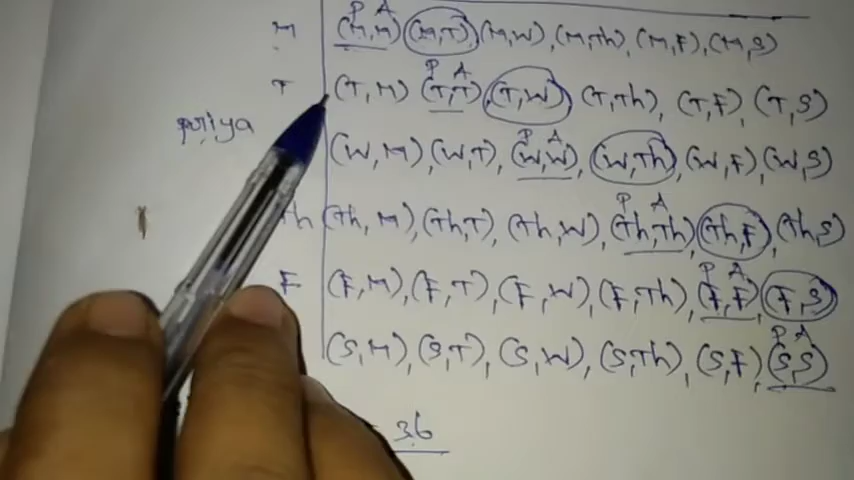 P A
M (M,M) (M,T), (M,W), (M,Th), (M,F), (M,S)
P A
T (T,M) (T,T) (T,W), (T,Th), (T,F), (T,S)
priya
P A
(W,M), (W,T), (W,W), (W,Th), (W,F), (W,S)
P A
Th (Th,M), (Th,T), (Th,W), (Th,Th), (Th,F), (Th,S)
P A
F (F,M), (F,T), (F,W), (F,Th), (F,F), (F,S)
P A
(S,M), (S,T), (S,W), (S,Th), (S,F), (S,S)
36